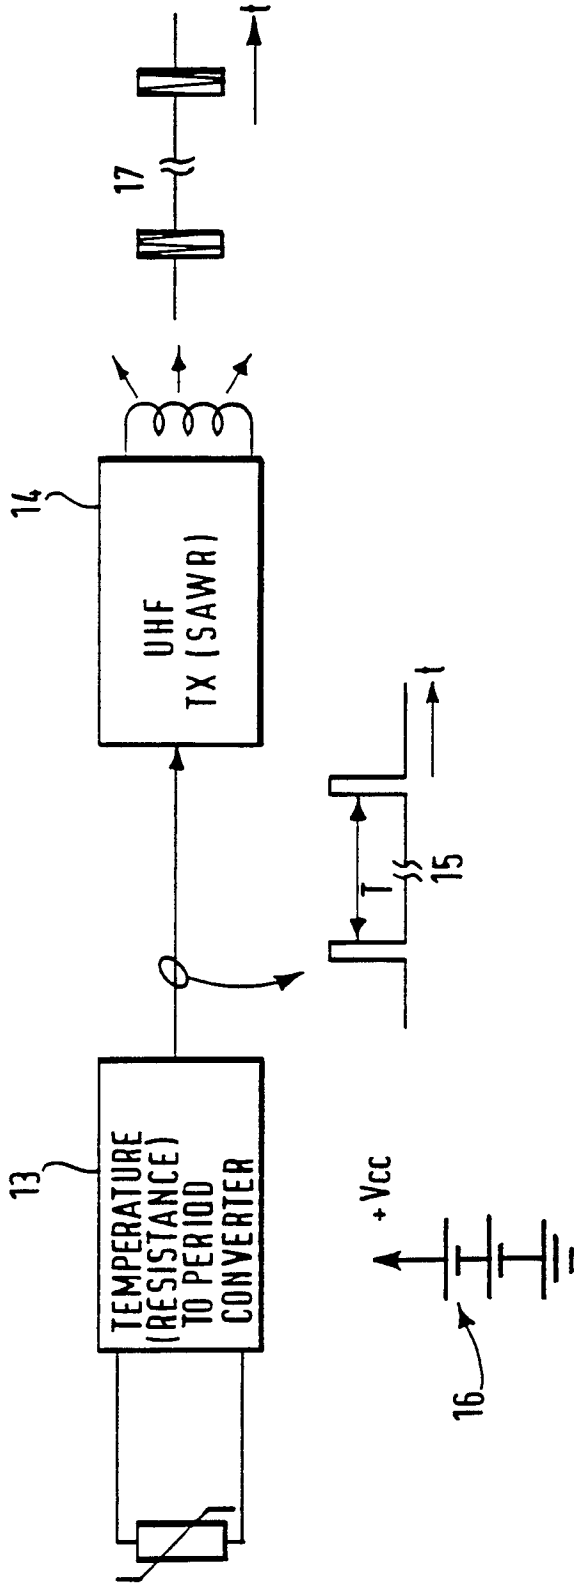 13
TEMPERATURE
(RESISTANCE)
TO PERIOD
CONVERTER
14
UHF
TX (SAWR)
17
t
T
15
t
16
+Vcc